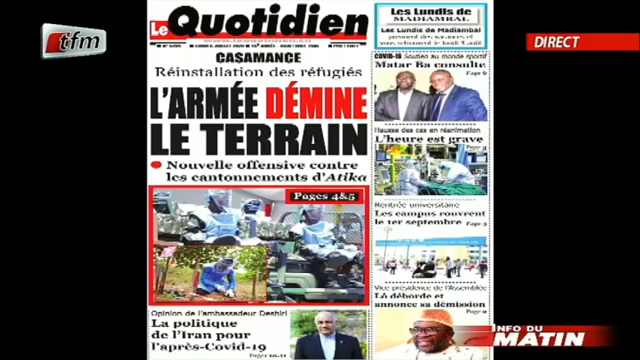 tfm
DIRECT
Le Quotidien
CASAMANCE
Réinstallation des réfugiés
L'ARMÉE DÉMINE
LE TERRAIN
Nouvelle offensive contre
les cantonnements d'Atika
Pages 4&5
Opinion de l'ambassadeur Deshiri
La politique
de l'Iran pour
l'après-Covid-19
Les Lundis de
MADIAMBAL
Les Lundis de Madiambal
COVID-19 Soutien au monde sportif
Matar Ba consulte
Hausse des cas en réanimation
L'heure est grave
Rentrée universitaire
Les campus rouvrent
le 1er septembre
Vice présidence de l'Assemblée
LÔ déborde et
annonce sa démission
INFO DU
MATIN